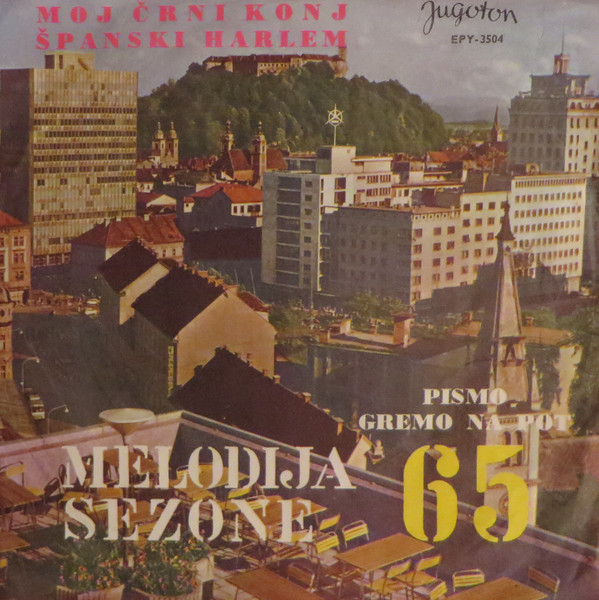 MOJ ČRNI KONJ
ŠPANSKI HARLEM
Jugoton
EPY-3504
PISMO
GREMO NA POT
MELODIJA
SEZONE
65